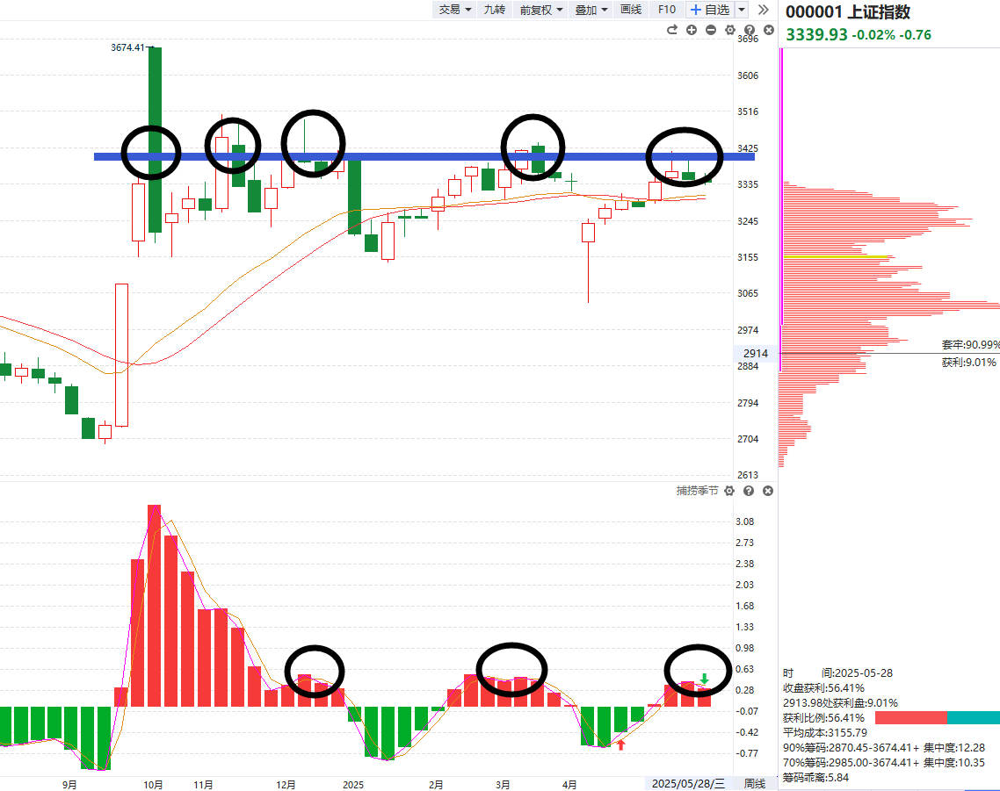 交易 九转 前复权 叠加 画线 F10 自选
000001 上证指数
3339.93 -0.02% -0.76
3674.41
3696
3606
3516
3425
3335
3245
3155
3065
2974
2914
2884
2794
2704
2613
套牢:90.99%
获利:9.01%
捕捞季节
3.08
2.73
2.38
2.03
1.68
1.33
0.98
0.63
0.28
-0.07
-0.42
-0.77
时 间:2025-05-28
收盘获利:56.41%
2913.98处获利盘:9.01%
获利比例:56.41%
平均成本:3155.79
90%筹码:2870.45-3674.41+ 集中度:12.28
70%筹码:2985.00-3674.41+ 集中度:10.35
筹码乖离:5.84
9月 10月 11月 12月 2025 2月 3月 4月 2025/05/28/三 周线